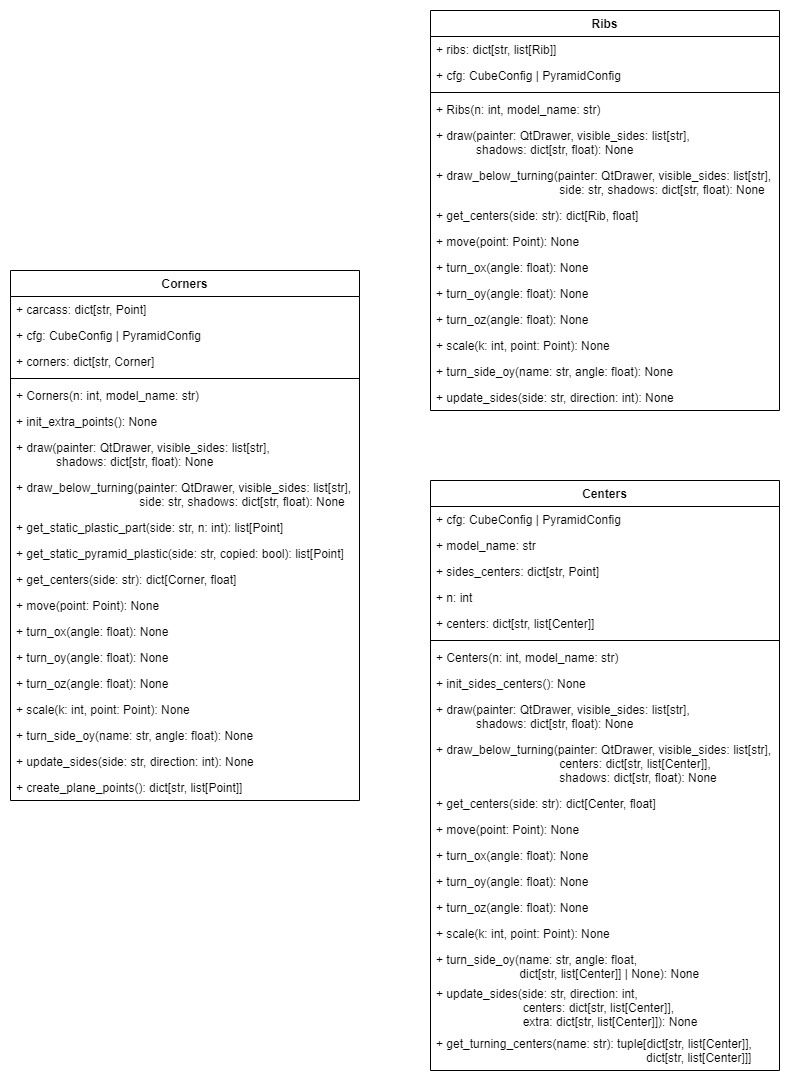 Ribs
+ ribs: dict[str, list[Rib]]
+ cfg: CubeConfig | PyramidConfig
+ Ribs(n: int, model_name: str)
+ draw(painter: QtDrawer, visible_sides: list[str],
shadows: dict[str, float): None
+ draw_below_turning(painter: QtDrawer, visible_sides: list[str],
side: str, shadows: dict[str, float): None
+ get_centers(side: str): dict[Rib, float]
+ move(point: Point): None
+ turn_ox(angle: float): None
+ turn_oy(angle: float): None
+ turn_oz(angle: float): None
+ scale(k: int, point: Point): None
+ turn_side_oy(name: str, angle: float): None
+ update_sides(side: str, direction: int): None
Corners
+ carcass: dict[str, Point]
+ cfg: CubeConfig | PyramidConfig
+ corners: dict[str, Corner]
+ Corners(n: int, model_name: str)
+ init_extra_points(): None
+ draw(painter: QtDrawer, visible_sides: list[str],
shadows: dict[str, float): None
+ draw_below_turning(painter: QtDrawer, visible_sides: list[str],
side: str, shadows: dict[str, float): None
+ get_static_plastic_part(side: str, n: int): list[Point]
+ get_static_pyramid_plastic(side: str, copied: bool): list[Point]
+ get_centers(side: str): dict[Corner, float]
+ move(point: Point): None
+ turn_ox(angle: float): None
+ turn_oy(angle: float): None
+ turn_oz(angle: float): None
+ scale(k: int, point: Point): None
+ turn_side_oy(name: str, angle: float): None
+ update_sides(side: str, direction: int): None
+ create_plane_points(): dict[str, list[Point]]
Centers
+ cfg: CubeConfig | PyramidConfig
+ model_name: str
+ sides_centers: dict[str, Point]
+ n: int
+ centers: dict[str, list[Center]]
+ Centers(n: int, model_name: str)
+ init_sides_centers(): None
+ draw(painter: QtDrawer, visible_sides: list[str],
shadows: dict[str, float): None
+ draw_below_turning(painter: QtDrawer, visible_sides: list[str],
centers: dict[str, list[Center]],
shadows: dict[str, float): None
+ get_centers(side: str): dict[Center, float]
+ move(point: Point): None
+ turn_ox(angle: float): None
+ turn_oy(angle: float): None
+ turn_oz(angle: float): None
+ scale(k: int, point: Point): None
+ turn_side_oy(name: str, angle: float,
dict[str, list[Center]] | None): None
+ update_sides(side: str, direction: int,
centers: dict[str, list[Center]],
extra: dict[str, list[Center]]): None
+ get_turning_centers(name: str): tuple[dict[str, list[Center]],
dict[str, list[Center]]]